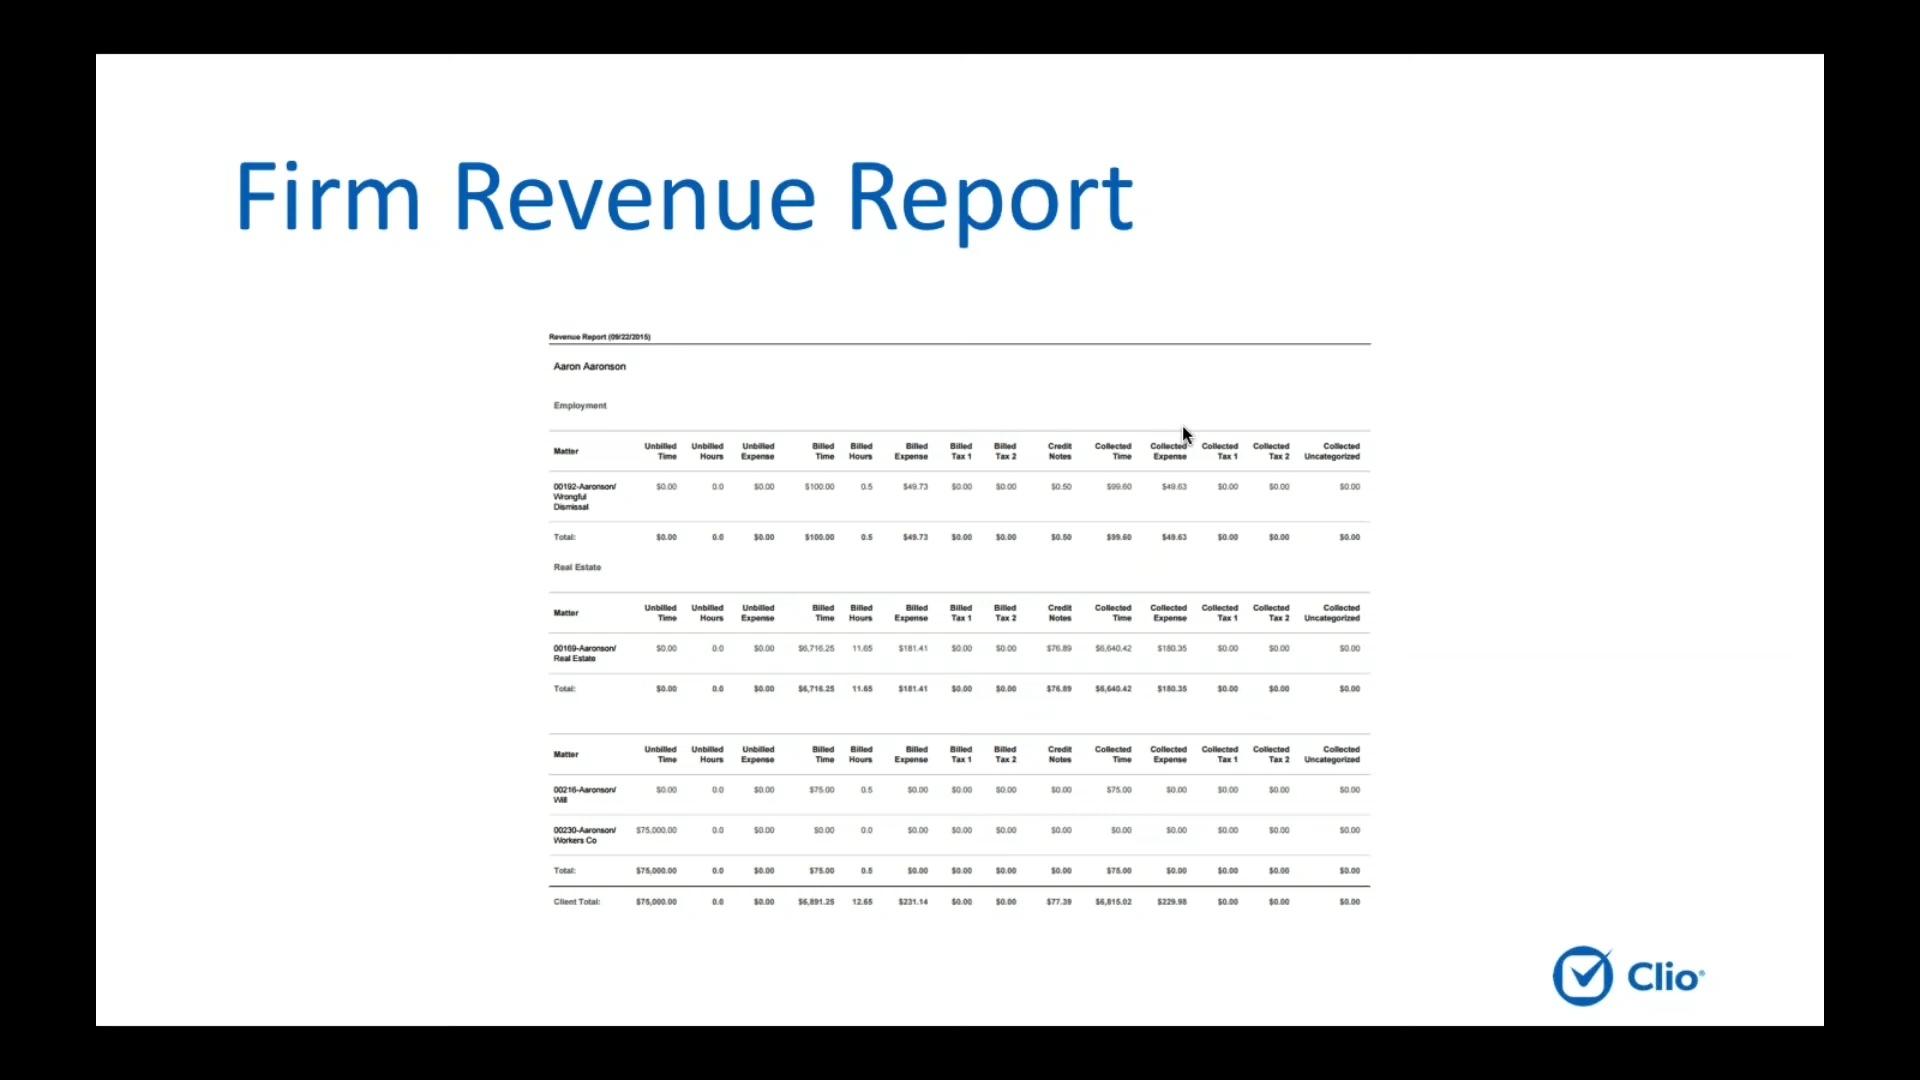 Firm Revenue Report
Revenue Report (09/22/2015)
Aaron Aaronson
Employment
Matter Unbilled Time Unbilled Hours Unbilled Expense Billed Time Billed Hours Billed Expense Billed Tax 1 Billed Tax 2 Credit Notes Collected Time Collected Expense Collected Tax 1 Collected Tax 2 Collected Uncategorized
00192-Aaronson/ Wrongful Dismissal $0.00 0.0 $0.00 $100.00 0.5 $49.73 $0.00 $0.00 $0.50 $99.60 $49.63 $0.00 $0.00 $0.00
Total: $0.00 0.0 $0.00 $100.00 0.5 $49.73 $0.00 $0.00 $0.50 $99.60 $49.63 $0.00 $0.00 $0.00
Real Estate
Matter Unbilled Time Unbilled Hours Unbilled Expense Billed Time Billed Hours Billed Expense Billed Tax 1 Billed Tax 2 Credit Notes Collected Time Collected Expense Collected Tax 1 Collected Tax 2 Collected Uncategorized
00169-Aaronson/ Real Estate $0.00 0.0 $0.00 $6,716.25 11.65 $181.41 $0.00 $0.00 $76.89 $6,640.42 $180.35 $0.00 $0.00 $0.00
Total: $0.00 0.0 $0.00 $6,716.25 11.65 $181.41 $0.00 $0.00 $76.89 $6,640.42 $180.35 $0.00 $0.00 $0.00
Matter Unbilled Time Unbilled Hours Unbilled Expense Billed Time Billed Hours Billed Expense Billed Tax 1 Billed Tax 2 Credit Notes Collected Time Collected Expense Collected Tax 1 Collected Tax 2 Collected Uncategorized
00216-Aaronson/ Will $0.00 0.0 $0.00 $75.00 0.5 $0.00 $0.00 $0.00 $0.00 $75.00 $0.00 $0.00 $0.00 $0.00
00230-Aaronson/ Workers Co $75,000.00 0.0 $0.00 $0.00 0.0 $0.00 $0.00 $0.00 $0.00 $0.00 $0.00 $0.00 $0.00 $0.00
Total: $75,000.00 0.0 $0.00 $75.00 0.5 $0.00 $0.00 $0.00 $0.00 $75.00 $0.00 $0.00 $0.00 $0.00
Client Total: $75,000.00 0.0 $0.00 $6,891.25 12.65 $231.14 $0.00 $0.00 $77.39 $6,815.02 $229.98 $0.00 $0.00 $0.00
Clio®